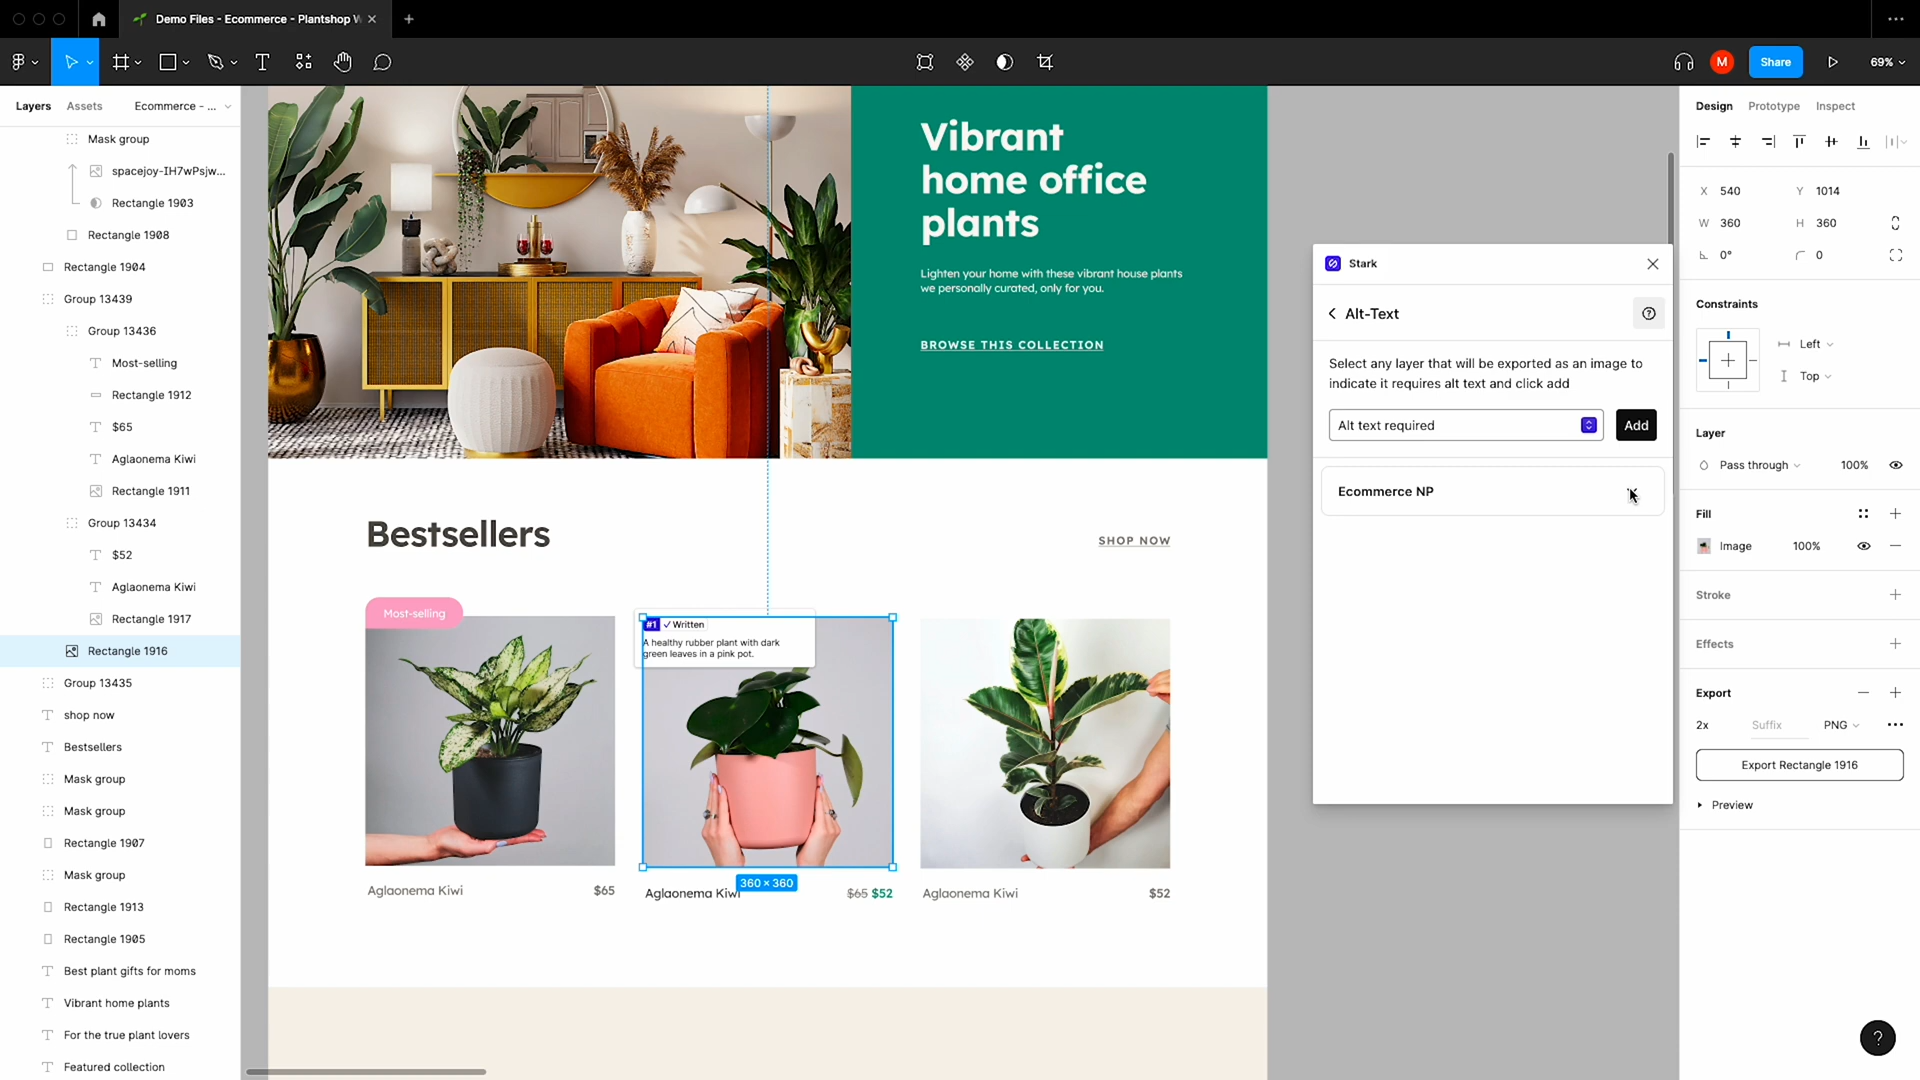 Demo Files - Ecommerce - Plantshop W
Share
69%
Layers
Assets
Ecommerce - ...
Mask group
spacejoy-IH7wPsjw...
Rectangle 1903
Rectangle 1908
Rectangle 1904
Group 13439
Group 13436
Most-selling
Rectangle 1912
$65
Aglaonema Kiwi
Rectangle 1911
Group 13434
$52
Aglaonema Kiwi
Rectangle 1917
Rectangle 1916
Group 13435
shop now
Bestsellers
Mask group
Mask group
Rectangle 1907
Mask group
Rectangle 1913
Rectangle 1905
Best plant gifts for moms
Vibrant home plants
For the true plant lovers
Featured collection
Vibrant
home office
plants
Lighten your home with these vibrant house plants
we personally curated, only for you.
BROWSE THIS COLLECTION
Bestsellers
SHOP NOW
Most-selling
#1 ✓ Written
A healthy rubber plant with dark
green leaves in a pink pot.
360 × 360
Aglaonema Kiwi
$65
Aglaonema Kiwi
$65 $52
Aglaonema Kiwi
$52
Stark
Alt-Text
Select any layer that will be exported as an image to
indicate it requires alt text and click add
Alt text required
Add
Ecommerce NP
Design
Prototype
Inspect
X 540
Y 1014
W 360
H 360
0°
0
Constraints
Left
Top
Layer
Pass through
100%
Fill
Image
100%
Stroke
Effects
Export
2x
Suffix
PNG
Export Rectangle 1916
Preview
M
?